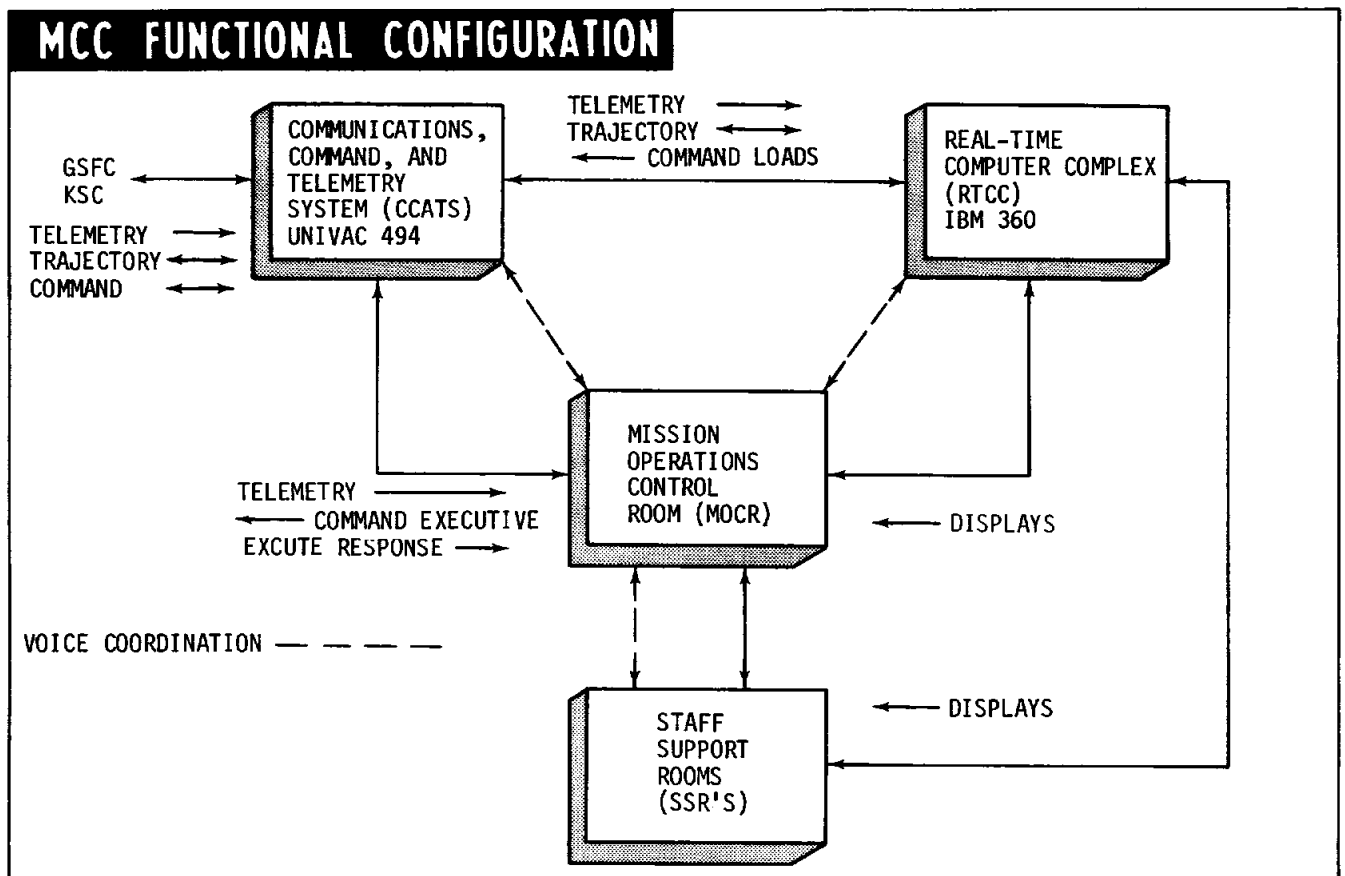 MCC FUNCTIONAL CONFIGURATION
COMMUNICATIONS,
COMMAND, AND
TELEMETRY
SYSTEM (CCATS)
UNIVAC 494
GSFC
KSC
TELEMETRY
TRAJECTORY
COMMAND
TELEMETRY
TRAJECTORY
COMMAND LOADS
REAL-TIME
COMPUTER COMPLEX
(RTCC)
IBM 360
MISSION
OPERATIONS
CONTROL
ROOM (MOCR)
TELEMETRY
COMMAND EXECUTIVE
EXCUTE RESPONSE
DISPLAYS
VOICE COORDINATION
STAFF
SUPPORT
ROOMS
(SSR'S)
DISPLAYS